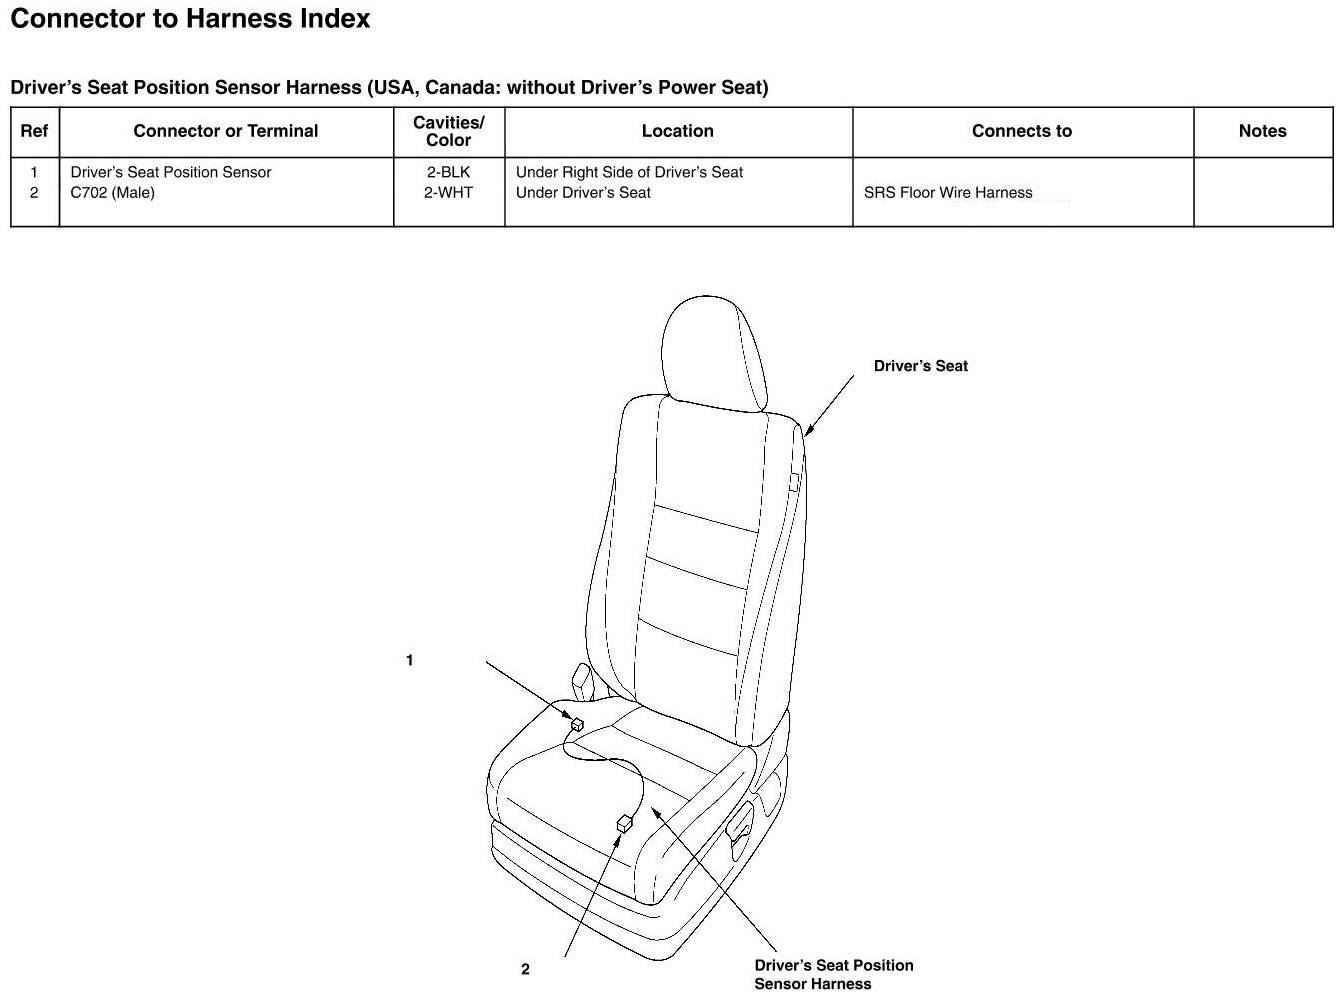 Connector to Harness Index
Driver's Seat Position Sensor Harness (USA, Canada: without Driver's Power Seat)
Ref Connector or Terminal Cavities/ Color Location Connects to Notes
1 Driver's Seat Position Sensor 2-BLK Under Right Side of Driver's Seat
2 C702 (Male) 2-WHT Under Driver's Seat SRS Floor Wire Harness
Driver's Seat
1
2
Driver's Seat Position
Sensor Harness